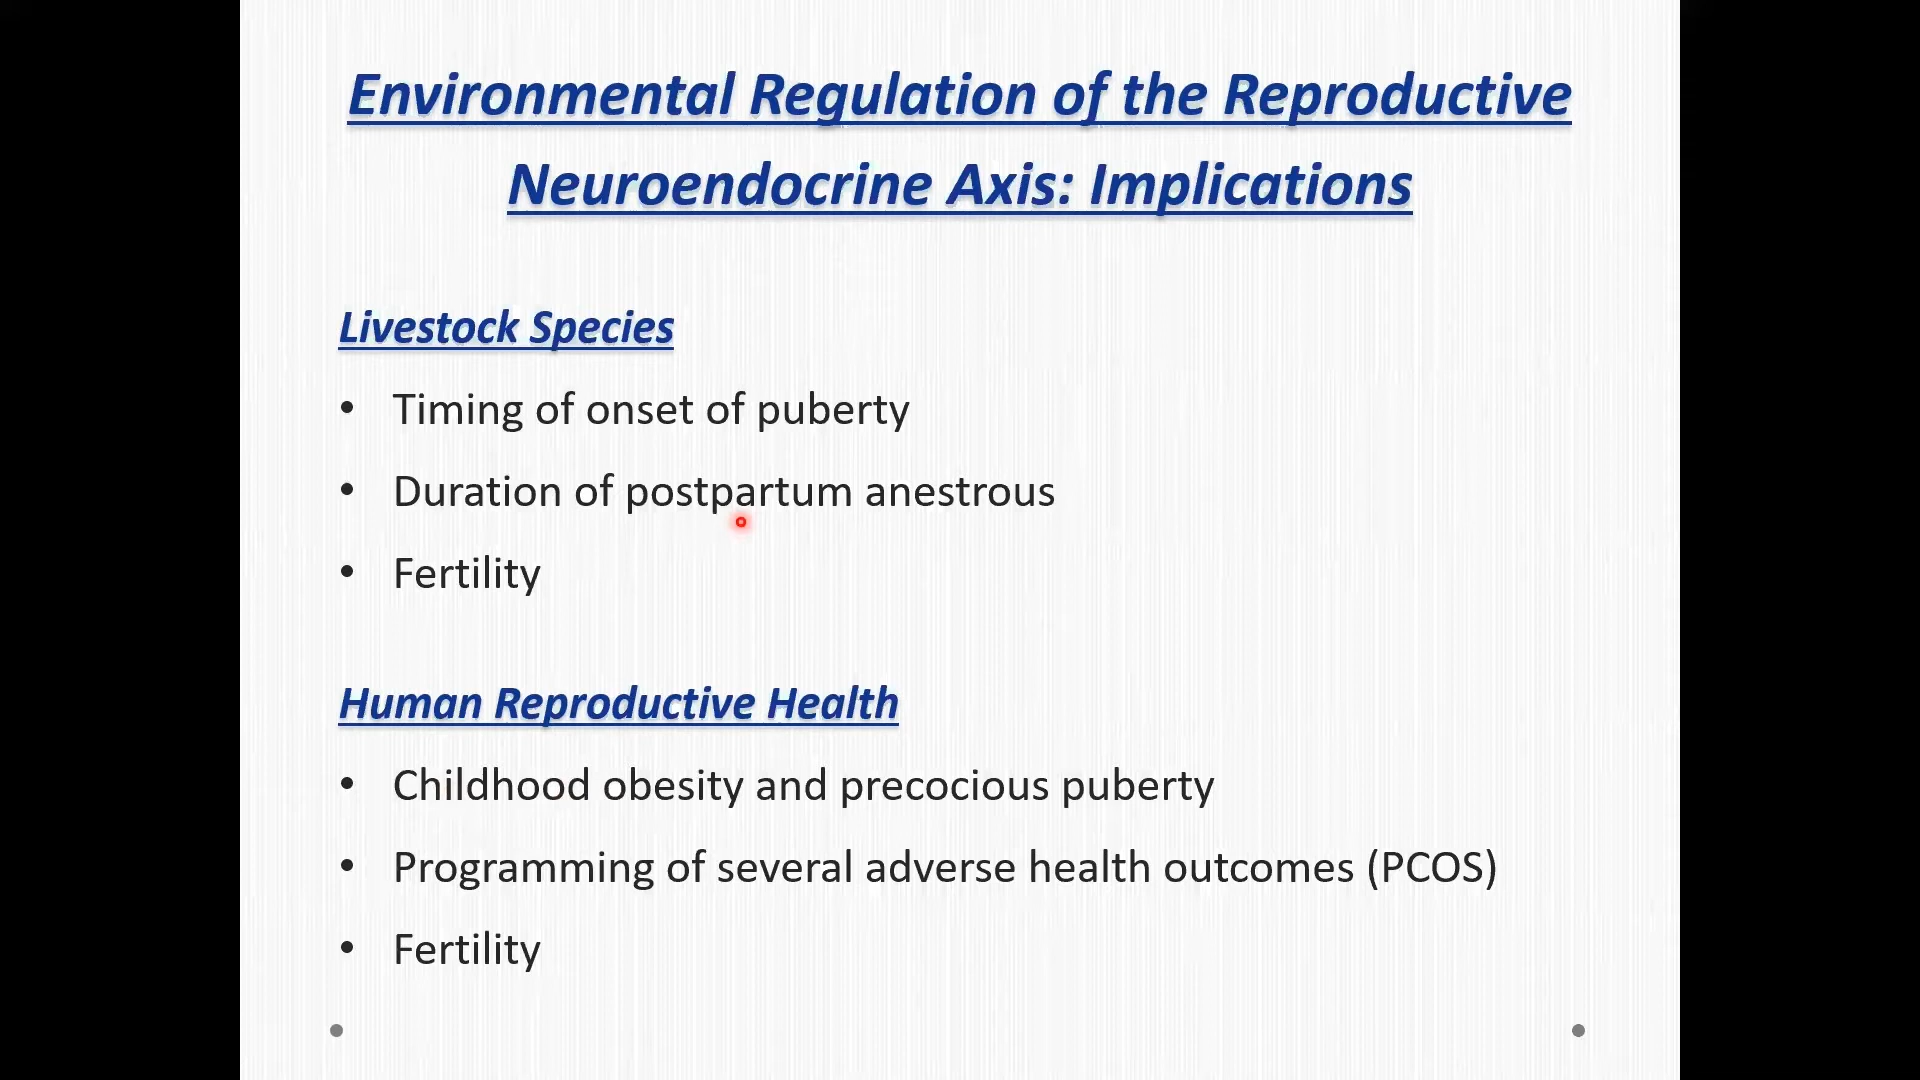 Environmental Regulation of the Reproductive
Neuroendocrine Axis: Implications
Livestock Species
• Timing of onset of puberty
• Duration of postpartum anestrous
• Fertility
Human Reproductive Health
• Childhood obesity and precocious puberty
• Programming of several adverse health outcomes (PCOS)
• Fertility